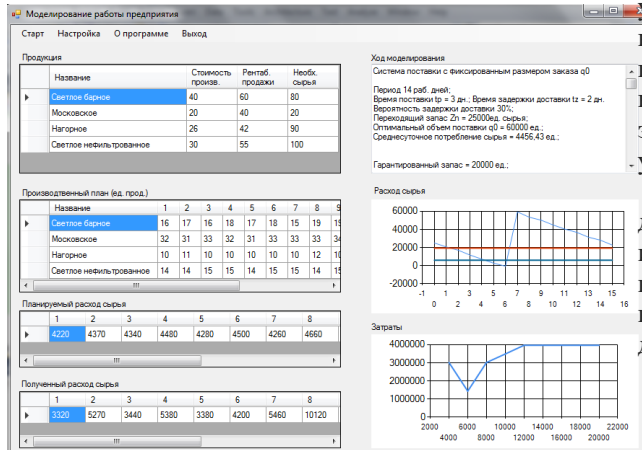 Моделирование работы предприятия
Старт Настройка О программе Выход
Продукция
Название Стоимость произв. Рентаб. продажи Необх. сырья
Светлое барное 40 60 80
Московское 20 40 20
Нагорное 26 42 90
Светлое нефильтрованное 30 55 100
Производтвенный план (ед. прод.)
Название 1 2 3 4 5 6 7 8 9
Светлое барное 16 17 16 18 17 18 15 19
Московское 32 31 33 32 31 33 33 33
Нагорное 10 11 10 10 10 10 10 12
Светлое нефильтрованное 14 14 15 15 14 15 15 14
Планируемый расход сырья
1 2 3 4 5 6 7 8
4220 4370 4340 4480 4280 4500 4260 4660
Полученный расход сырья
1 2 3 4 5 6 7 8
3320 5270 3440 5380 3380 4200 5460 10120
Ход моделирования
Система поставки с фиксированным размером заказа q0
Период 14 раб. дней;
Время поставки tp = 3 дн.; Время задержки доставки tz = 2 дн.
Вероятность задержки доставки 30%;
Переходящий запас Zn = 25000ед. сырья;
Оптимальный объем поставки q0 = 60000 ед.;
Среднесуточное потребление сырья = 4456,43 ед.;
Гарантированный запас = 20000 ед.;
Расход сырья
60000
40000
20000
0
-20000
-1 1 3 5 7 9 11 13 15
0 2 4 6 8 10 12 14 16
Затраты
4000000
3000000
2000000
1000000
0
2000 6000 10000 14000 18000 22000
4000 8000 12000 16000 20000